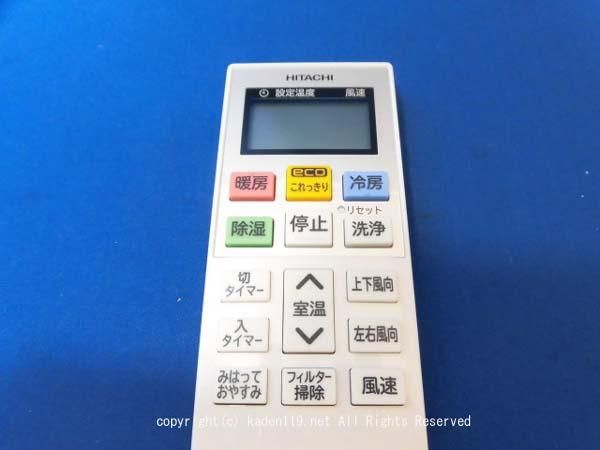 HITACHI
設定温度 風速
暖房
eco
これっきり
冷房
リセット
除湿
停止
洗浄
切
タイマー
室温
上下風向
入
タイマー
左右風向
みはって
おやすみ
フィルター
掃除
風速
copyright(c) kaden119.net All Rights Reserved